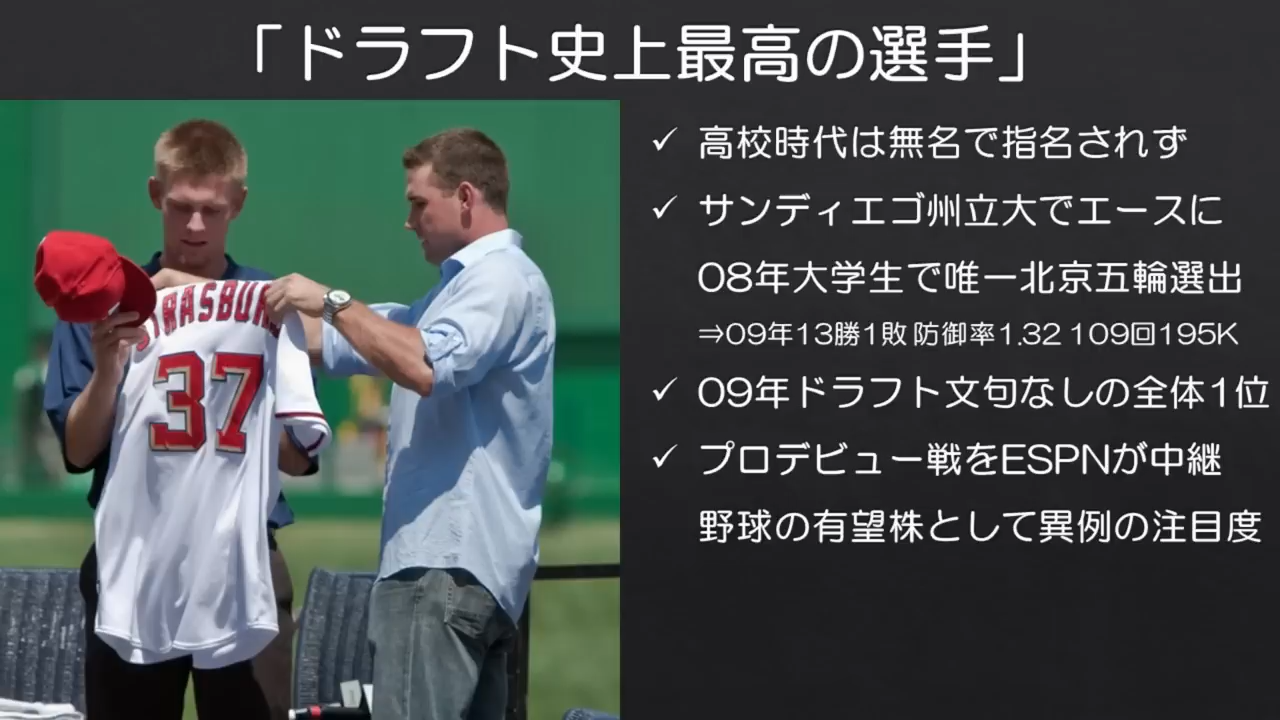 「ドラフト史上最高の選手」
✓ 高校時代は無名で指名されず
✓ サンディエゴ州立大でエースに
08年大学生で唯一北京五輪選出
⇒09年13勝1敗 防御率1.32 109回195K
✓ 09年ドラフト文句なしの全体1位
✓ プロデビュー戦をESPNが中継
野球の有望株として異例の注目度
STRASBUR
37